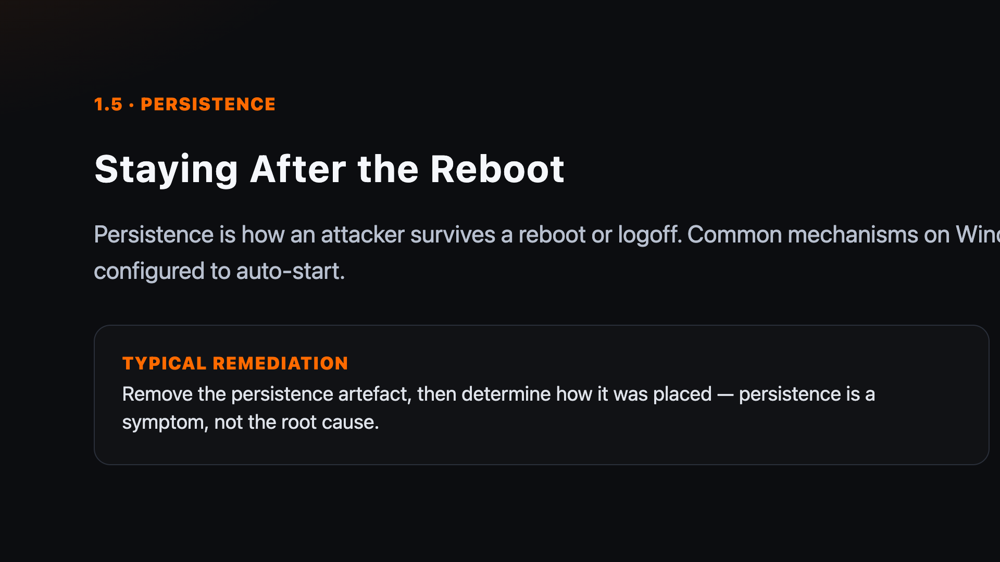 1.5 · PERSISTENCE
Staying After the Reboot
Persistence is how an attacker survives a reboot or logoff. Common mechanisms on
configured to auto-start.
TYPICAL REMEDIATION
Remove the persistence artefact, then determine how it was placed — persistence is a
symptom, not the root cause.